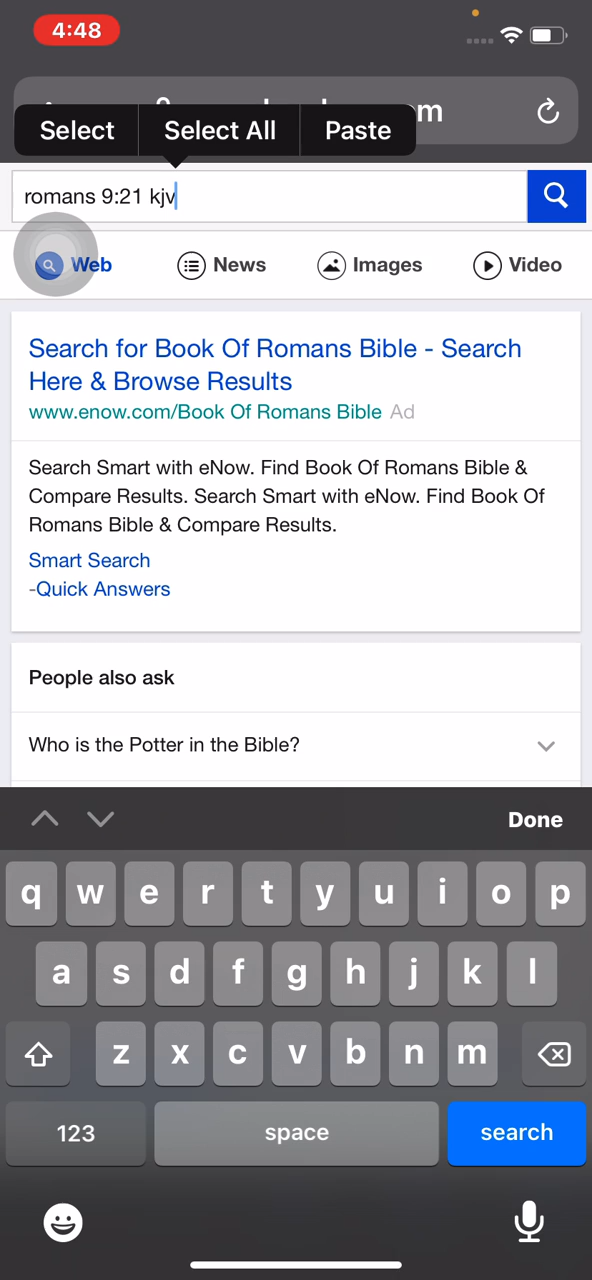 4:48
m
Select Select All Paste
romans 9:21 kjv
Web News Images Video
Search for Book Of Romans Bible - Search
Here & Browse Results
www.enow.com/Book Of Romans Bible Ad
Search Smart with eNow. Find Book Of Romans Bible &
Compare Results. Search Smart with eNow. Find Book Of
Romans Bible & Compare Results.
Smart Search
-Quick Answers
People also ask
Who is the Potter in the Bible?
Done
q w e r t y u i o p
a s d f g h j k l
z x c v b n m
123 space search